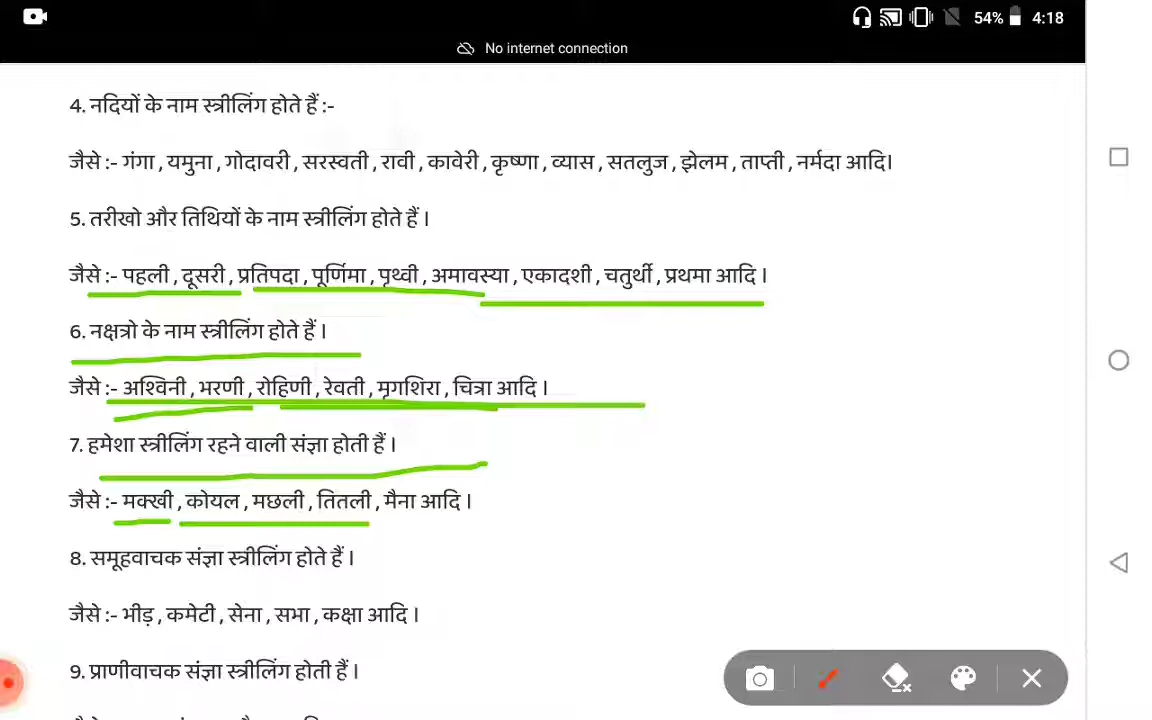 54% 4:18
No internet connection
4. नदियों के नाम स्त्रीलिंग होते हैं :-
जैसे :- गंगा , यमुना , गोदावरी , सरस्वती , रावी , कावेरी , कृष्णा , व्यास , सतलुज , झेलम , ताप्ती , नर्मदा आदि।
5. तरीखो और तिथियों के नाम स्त्रीलिंग होते हैं ।
जैसे :- पहली , दूसरी , प्रतिपदा , पूर्णिमा , पृथ्वी , अमावस्या , एकादशी , चतुर्थी , प्रथमा आदि ।
6. नक्षत्रो के नाम स्त्रीलिंग होते हैं ।
जैसे :- अश्विनी , भरणी , रोहिणी , रेवती , मृगशिरा , चित्रा आदि ।
7. हमेशा स्त्रीलिंग रहने वाली संज्ञा होती हैं ।
जैसे :- मक्खी , कोयल , मछली , तितली , मैना आदि ।
8. समूहवाचक संज्ञा स्त्रीलिंग होते हैं ।
जैसे :- भीड़ , कमेटी , सेना , सभा , कक्षा आदि ।
9. प्राणीवाचक संज्ञा स्त्रीलिंग होती हैं ।